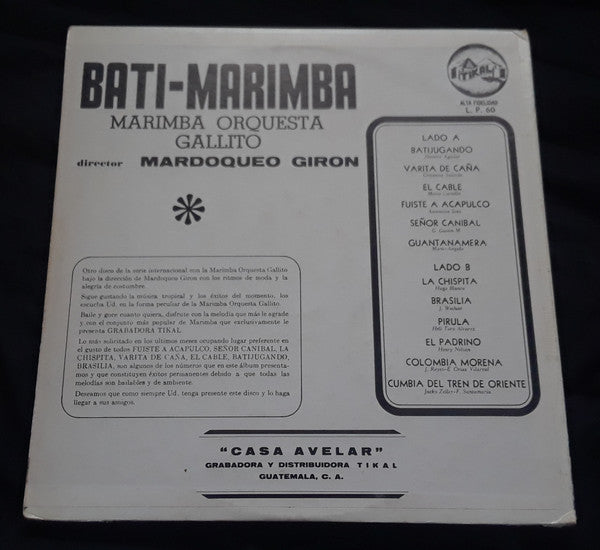 BATI-MARIMBA
MARIMBA ORQUESTA
GALLITO
director MARDOQUEO GIRON
TIKAL
ALTA FIDELIDAD
L. P. 60
LADO A
BATIJUGANDO
VARITA DE CAÑA
EL CABLE
FUISTE A ACAPULCO
SEÑOR CANIBAL
GUANTANAMERA
LADO B
LA CHISPITA
Hugo Blanco
BRASILIA
PIRULA
EL PADRINO
COLOMBIA MORENA
CUMBIA DEL TREN DE ORIENTE
Otro disco de la serie internacional con la Marimba Orquesta Gallito
bajo la dirección de Mardoqueo Giron con los ritmos de moda y la
alegría de costumbre.
Sigue gustando la música tropical y los éxitos del momento, los
escucha Ud. en la forma peculiar de la Marimba Orquesta Gallito.
Baile y goce cuanto quiera, disfrute con la melodía que más le agrade
y con el conjunto más popular de Marimba que exclusivamente le
presenta GRABADORA TIKAL.
Lo más solicitado en los ultimos meses ocupando lugar preferente en
el gusto de todos FUISTE A ACAPULCO, SEÑOR CANIBAL, LA
CHISPITA, VARITA DE CAÑA, EL CABLE, BATIJUGANDO,
BRASILIA, son algunos de los números que en este álbum presenta-
mos y que constituyen éxitos permanentes debido a que todas las
melodías son bailables y de ambiente.
Deseamos que como siempre Ud. tenga presente este disco y lo haga
llegar a sus amigos.
"CASA AVELAR"
GRABADORA Y DISTRIBUIDORA TIKAL
GUATEMALA, C. A.